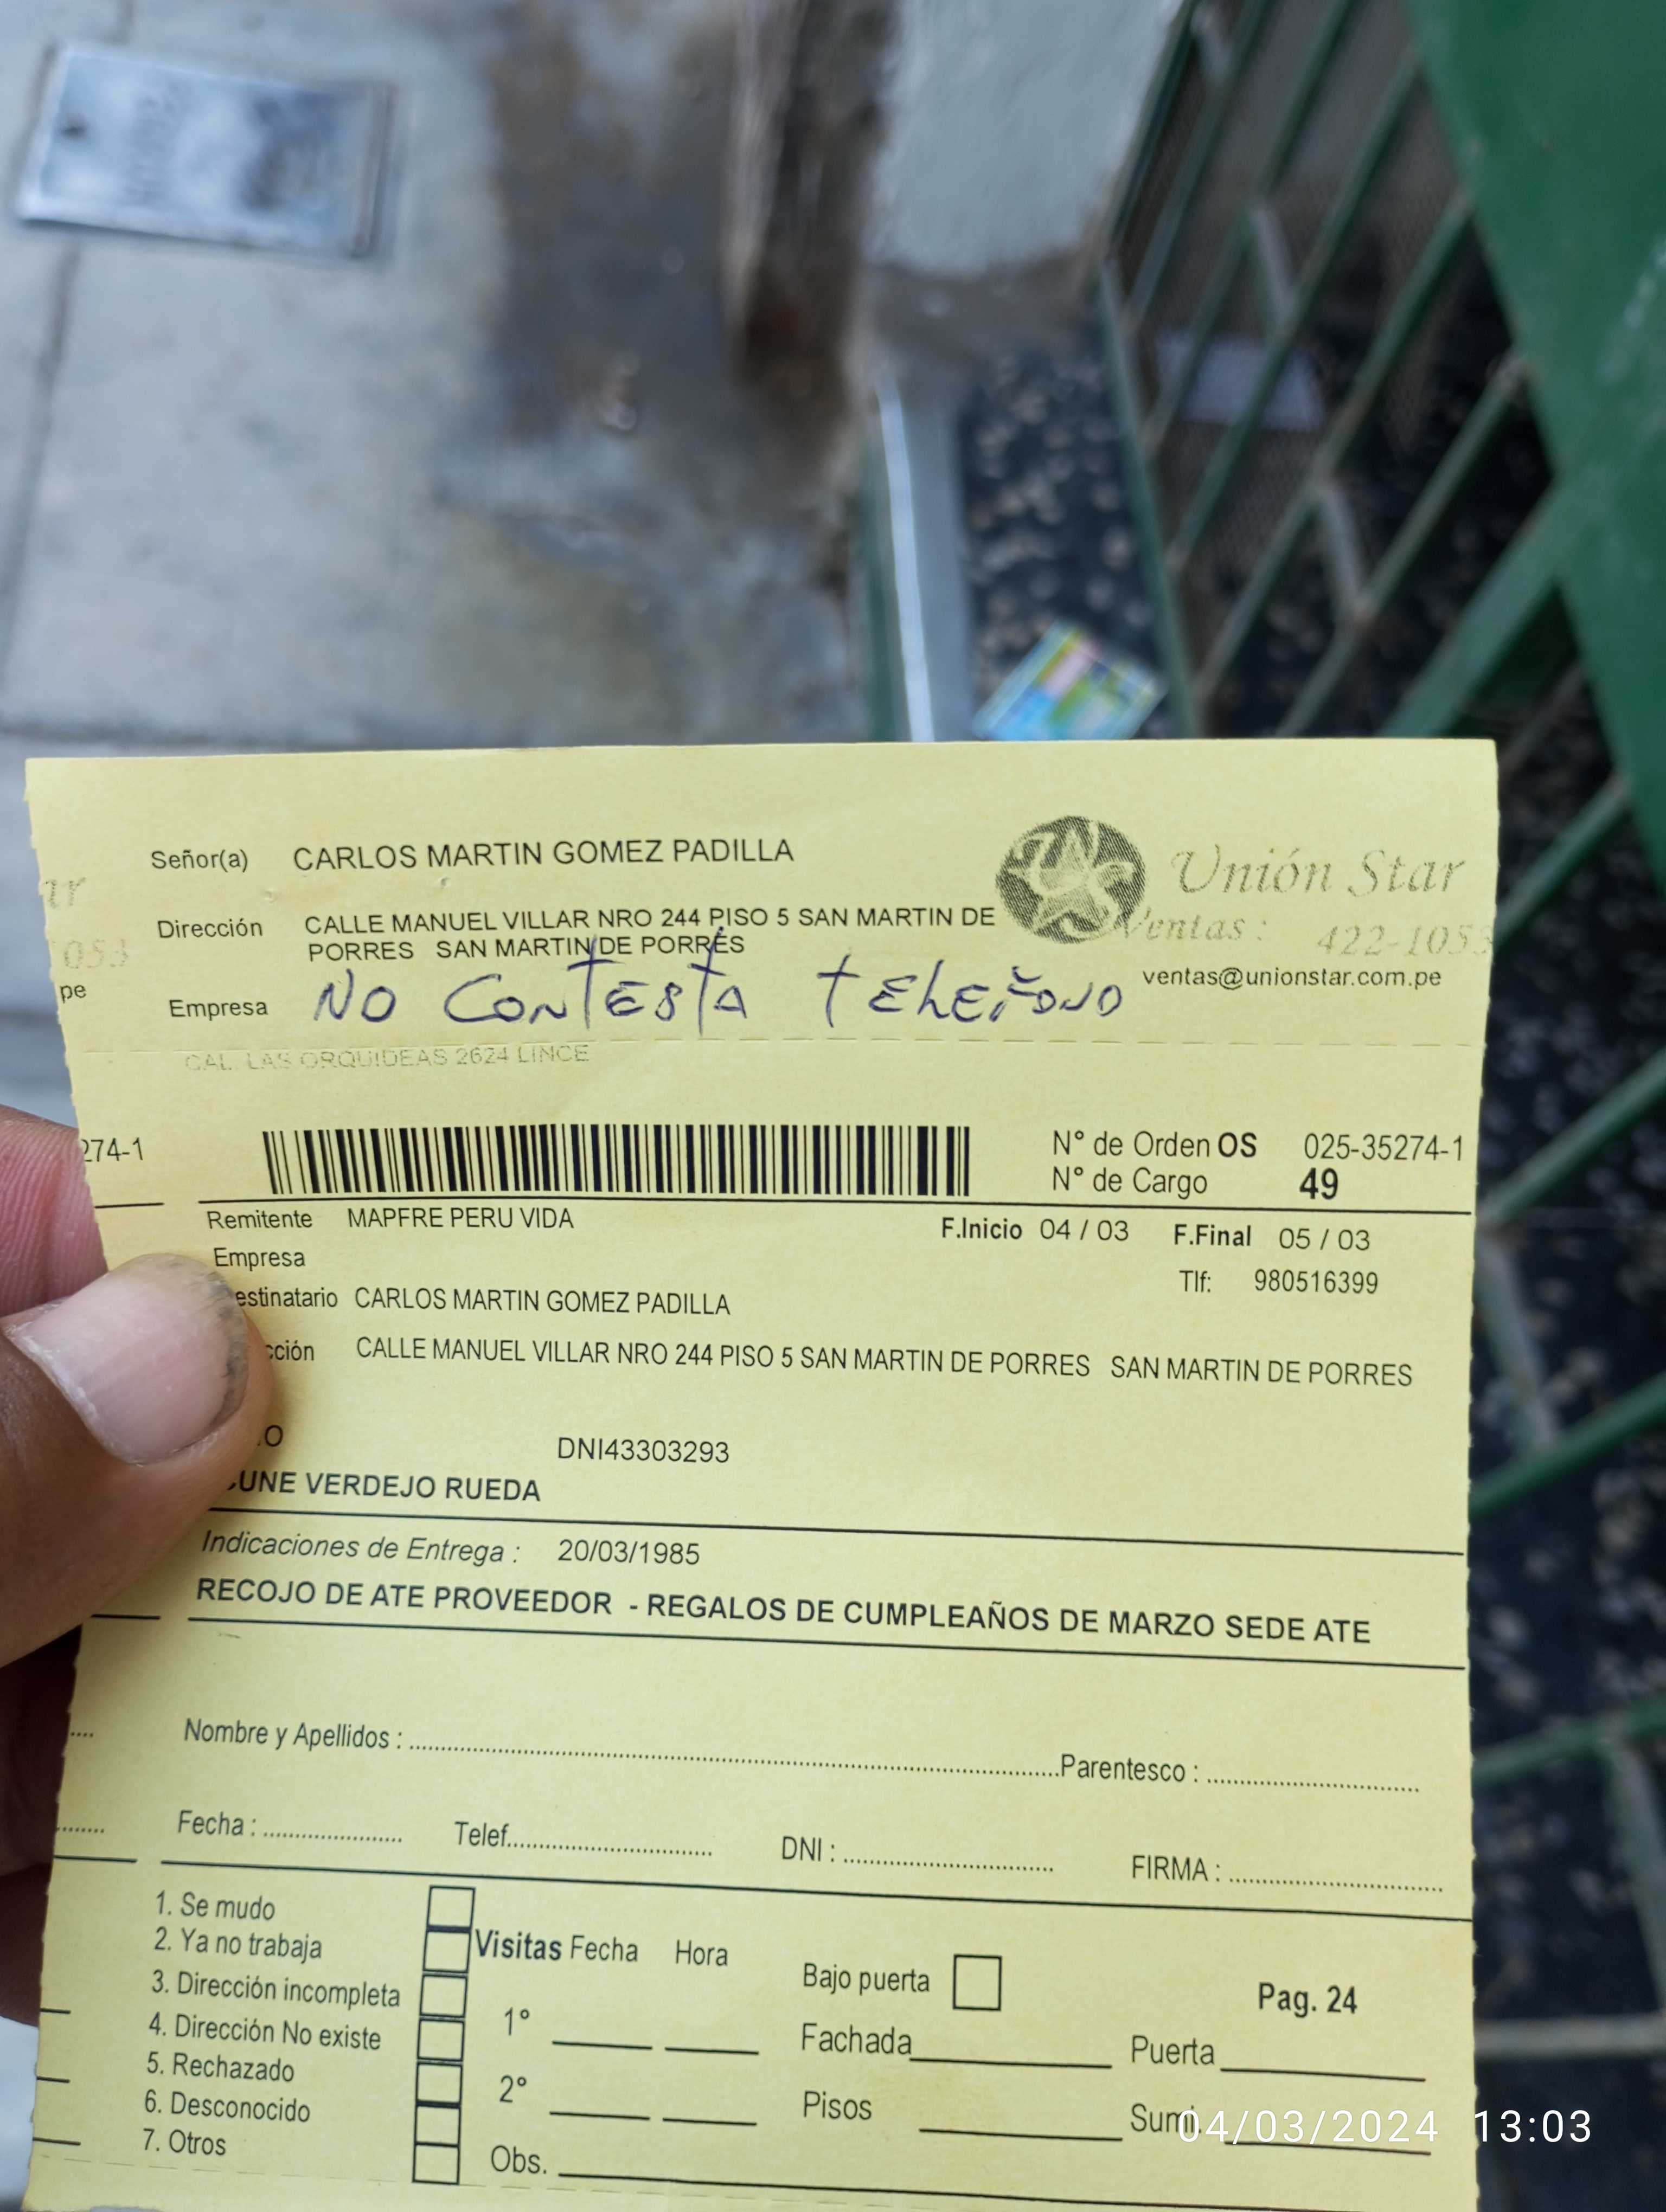 Señor(a) CARLOS MARTIN GOMEZ PADILLA
Unión Star
Dirección CALLE MANUEL VILLAR NRO 244 PISO 5 SAN MARTIN DE
PORRES SAN MARTIN DE PORRES
Ventas : 422-1053
053
ventas@unionstar.com.pe
pe
Empresa NO CONTESTA TELEFONO
CAL. LAS ORQUIDEAS 2624 LINCE
274-1
N° de Orden OS 025-35274-1
N° de Cargo 49
Remitente MAPFRE PERU VIDA
F.Inicio 04 / 03 F.Final 05 / 03
Empresa
Tlf: 980516399
estinatario CARLOS MARTIN GOMEZ PADILLA
cción CALLE MANUEL VILLAR NRO 244 PISO 5 SAN MARTIN DE PORRES SAN MARTIN DE PORRES
DNI43303293
UNE VERDEJO RUEDA
Indicaciones de Entrega : 20/03/1985
RECOJO DE ATE PROVEEDOR - REGALOS DE CUMPLEAÑOS DE MARZO SEDE ATE
Nombre y Apellidos : Parentesco :
Fecha : Telef. DNI : FIRMA :
1. Se mudo
2. Ya no trabaja
3. Dirección incompleta
4. Dirección No existe
5. Rechazado
6. Desconocido
7. Otros
Visitas Fecha Hora
1°
2°
Obs.
Bajo puerta
Pag. 24
Fachada Puerta
Pisos Sumi.
04/03/2024 13:03